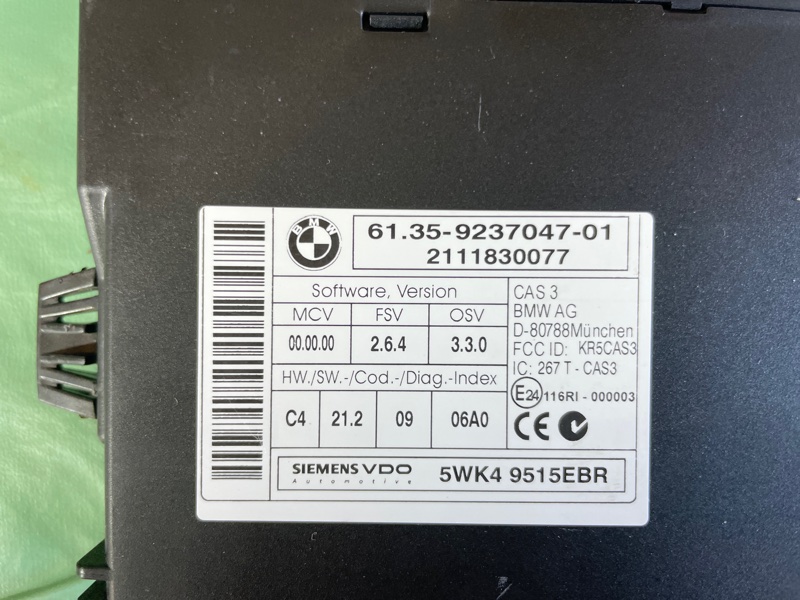 BMW
61.35-9237047-01
2111830077
Software, Version
MCV FSV OSV
00.00.00 2.6.4 3.3.0
HW./SW.-/Cod.-/Diag.-Index
C4 21.2 09 06A0
CAS 3
BMW AG
D-80788München
FCC ID: KR5CAS3
IC: 267 T - CAS3
E24 116RI - 000003
CE
SIEMENS VDO
Automotive
5WK4 9515EBR